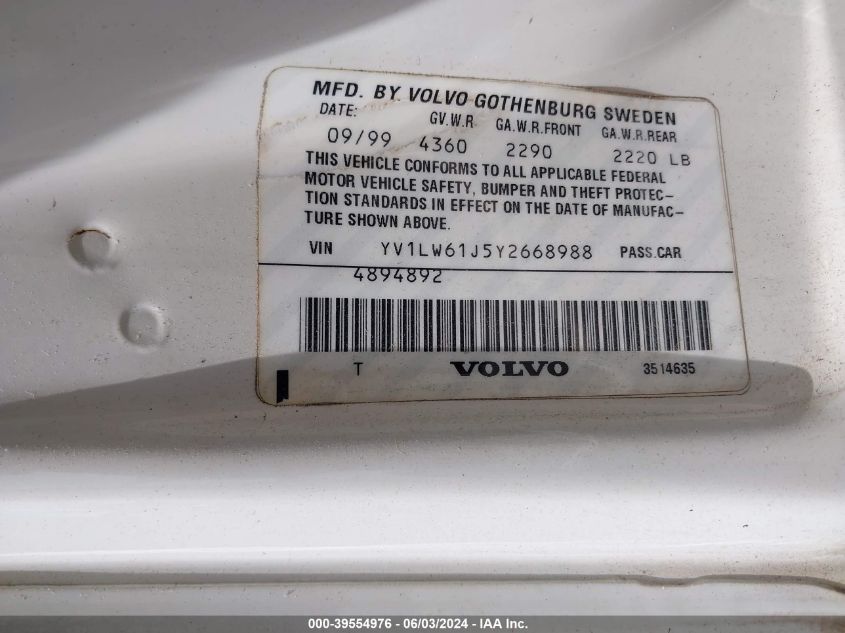 MFD. BY VOLVO GOTHENBURG SWEDEN
DATE: GV.W.R GA.W.R.FRONT GA.W.R.REAR
09/99 4360 2290 2220 LB
THIS VEHICLE CONFORMS TO ALL APPLICABLE FEDERAL
MOTOR VEHICLE SAFETY, BUMPER AND THEFT PROTEC-
TION STANDARDS IN EFFECT ON THE DATE OF MANUFAC-
TURE SHOWN ABOVE.
VIN YV1LW61J5Y2668988 PASS.CAR
4894892
T VOLVO 3514635
000-39554976 - 06/03/2024 - IAA Inc.